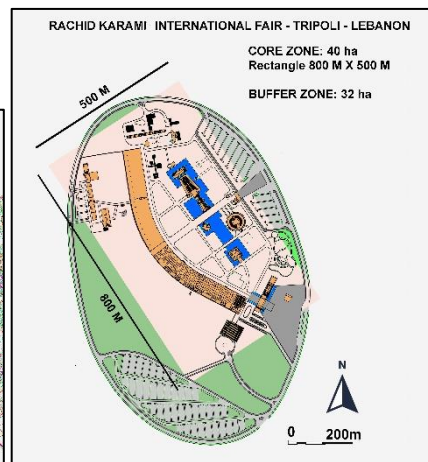 RACHID KARAMI INTERNATIONAL FAIR - TRIPOLI - LEBANON
CORE ZONE: 40 ha
Rectangle 800 M X 500 M
BUFFER ZONE: 32 ha
500 M
800 M
N
0 200m